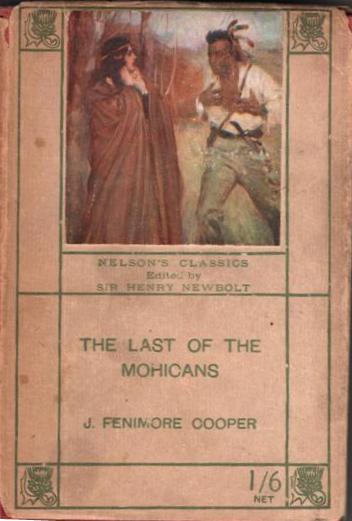 NELSON'S CLASSICS
Edited by
SIR HENRY NEWBOLT
THE LAST OF THE
MOHICANS
J. FENIMORE COOPER
1/6
NET